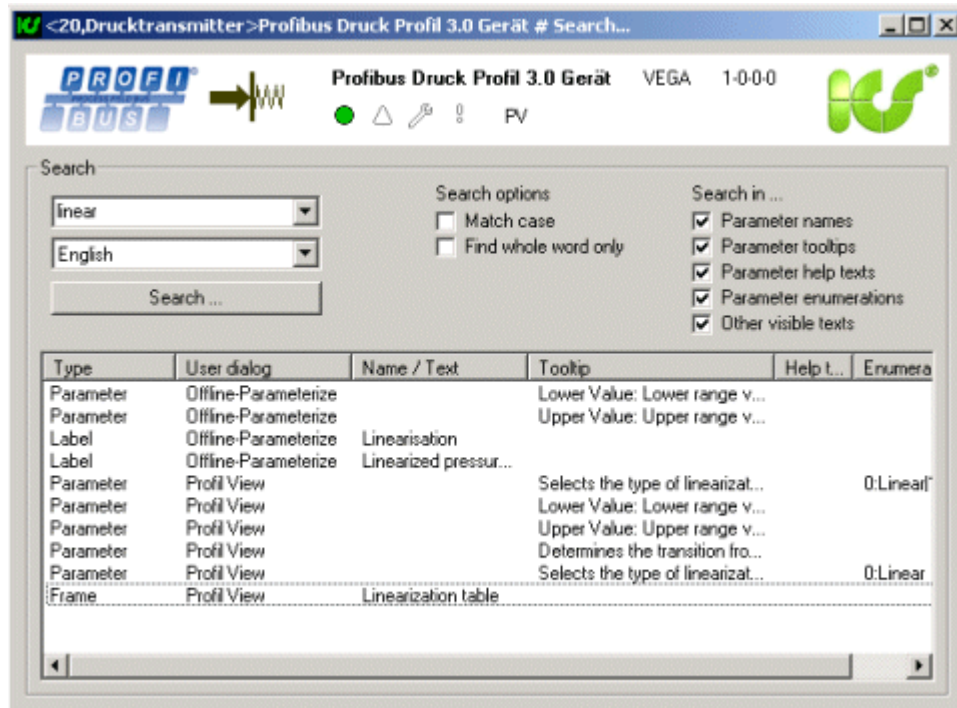 <20,Drucktransmitter>Profibus Druck Profil 3.0 Gerät # Search...
PROFI
PROCESS FIELD BUS
BUS
Profibus Druck Profil 3.0 Gerät VEGA 1-0-0-0
PV
Search
linear
English
Search ...
Search options
Match case
Find whole word only
Search in ...
Parameter names
Parameter tooltips
Parameter help texts
Parameter enumerations
Other visible texts
Type User dialog Name / Text Tooltip Help t... Enumera
Parameter Offline-Parameterize Lower Value: Lower range v...
Parameter Offline-Parameterize Upper Value: Upper range v...
Label Offline-Parameterize Linearisation
Label Offline-Parameterize Linearized pressur...
Parameter Profil View Selects the type of linearizat... 0:Linear
Parameter Profil View Lower Value: Lower range v...
Parameter Profil View Upper Value: Upper range v...
Parameter Profil View Determines the transition fro...
Parameter Profil View Selects the type of linearizat... 0:Linear
Frame Profil View Linearization table